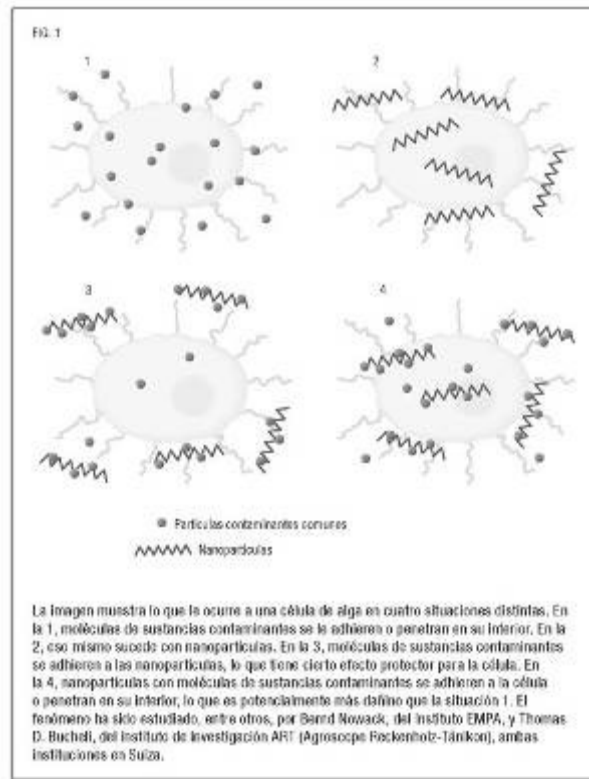 FIG. 1
1
2
3
4
Partículas contaminantes comunes
Nanopartículas
La imagen muestra lo que le ocurre a una célula de alga en cuatro situaciones distintas. En
la 1, moléculas de sustancias contaminantes se le adhieren o penetran en su interior. En la
2, eso mismo sucede con nanopartículas. En la 3, moléculas de sustancias contaminantes
se adhieren a las nanopartículas, lo que tiene cierto efecto protector para la célula. En
la 4, nanopartículas con moléculas de sustancias contaminantes se adhieren a la célula
o penetran en su interior, lo que es potencialmente más dañino que la situación 1. El
fenómeno ha sido estudiado, entre otros, por Bernd Nowack, del Instituto EMPA, y Thomas
D. Bucheli, del instituto de investigación ART (Agroscope Reckenholz-Tänikon), ambas
instituciones en Suiza.